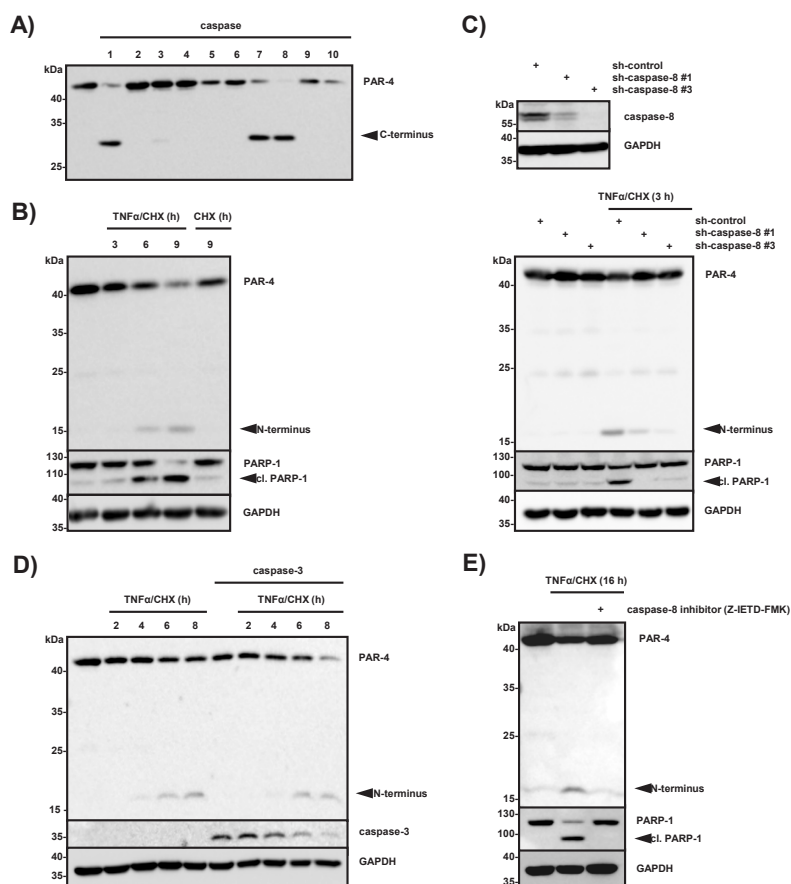 A)
caspase
1 2 3 4 5 6 7 8 9 10
kDa
40
35
25
PAR-4
C-terminus
B)
TNFα/CHX (h) CHX (h)
3 6 9 9
kDa
40
35
25
15
PAR-4
N-terminus
130
110
PARP-1
cl. PARP-1
40
35
GAPDH
C)
+ sh-control
+ sh-caspase-8 #1
+ sh-caspase-8 #3
kDa
55
caspase-8
40
35
GAPDH
TNFα/CHX (3 h)
+ + sh-control
+ + sh-caspase-8 #1
+ + sh-caspase-8 #3
kDa
40
35
25
15
PAR-4
N-terminus
130
100
PARP-1
cl. PARP-1
40
35
GAPDH
D)
caspase-3
TNFα/CHX (h) TNFα/CHX (h)
2 4 6 8 2 4 6 8
kDa
40
35
25
15
PAR-4
N-terminus
35
caspase-3
40
35
GAPDH
E)
TNFα/CHX (16 h)
+ caspase-8 inhibitor (Z-IETD-FMK)
kDa
40
35
25
15
PAR-4
N-terminus
130
100
PARP-1
cl. PARP-1
40
35
GAPDH